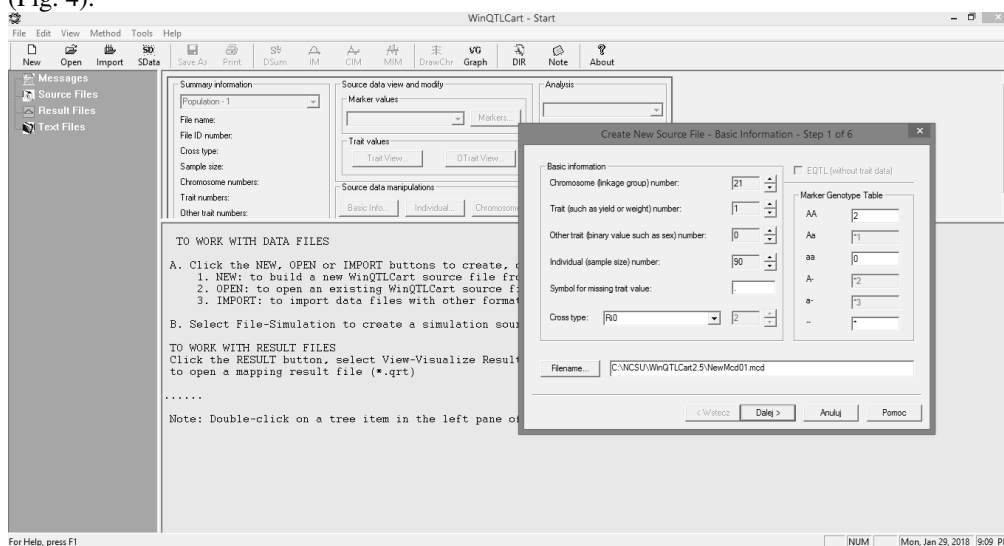 (Fig. 4).
WinQTLCart - Start
File Edit View Method Tools Help
New Open Import SData Save As Print DSum IM CIM MIM DrawChr Graph DIR Note About
Messages
Source Files
Result Files
Text Files
Summary information
Population - 1
File name:
File ID number:
Cross type:
Sample size:
Chromosome numbers:
Trait numbers:
Other trait numbers:
Source data view and modify
Marker values
Markers...
Trait values
Trait View... OTrait View...
Source data manipulations
Basic Info... Individual... Chromosom
Analysis
TO WORK WITH DATA FILES
A. Click the NEW, OPEN or IMPORT buttons to create,
1. NEW: to build a new WinQTLCart source file
2. OPEN: to open an existing WinQTLCart source
3. IMPORT: to import data files with other
B. Select File-Simulation to create a simulation
TO WORK WITH RESULT FILES
Click the RESULT button, select View-Visualize
to open a mapping result file (*.qrt)
......
Note: Double-click on a tree item in the left pane
Create New Source File - Basic Information - Step 1 of 6
Basic information
Chromosome (linkage group) number: 21
Trait (such as yield or weight) number: 1
Other trait (binary value such as sex) number: 0
Individual (sample size) number: 90
Symbol for missing trait value: .
Cross type: Ri0 2
EQTL (without trait data)
Marker Genotype Table
AA 2
Aa *1
aa 0
A- *2
a- *3
-- *
Filename... C:\NCSU\WinQTLCart2.5\NewMcd01.mcd
< Wstecz Dalej > Anuluj Pomoc
For Help, press F1
NUM Mon, Jan 29, 2018 9:09